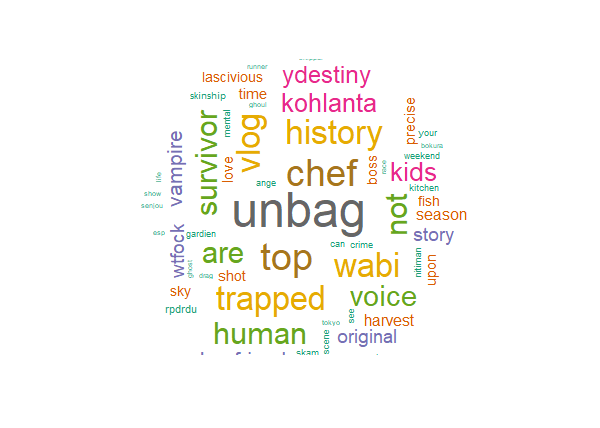 runner
lascivious
ydestiny
skinship
time
kohlanta
ghoul
survivor
mental
vlog
history
precise
your
vampire
love
bokura
weekend
chef
boss
race
kids
life
ange
kitchen
show
senjou
unbag
not
fish
season
esp
gardien
are
can
crime
story
wtfock
top
wabi
nitiman
upon
ghost
drag
shot
sky
trapped
voice
rpdrdu
see
harvest
tokyo
human
scene
original
skam